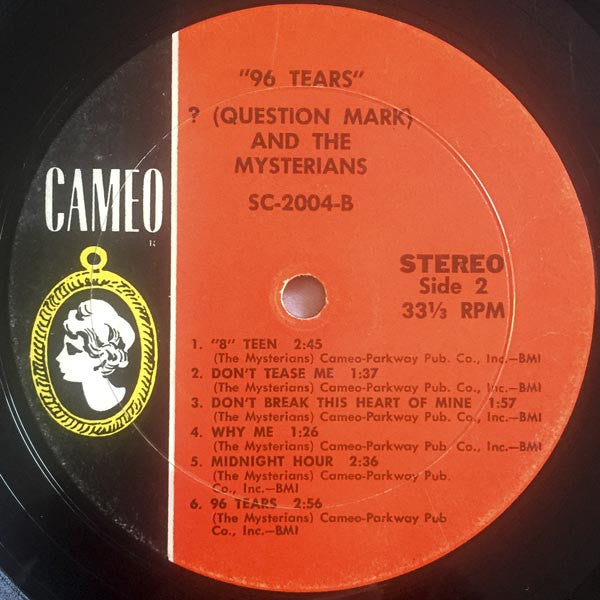 "96 TEARS"
? (QUESTION MARK)
AND THE
MYSTERIANS
SC-2004-B
CAMEO
R
STEREO
Side 2
33⅓ RPM
1. "8" TEEN 2:45
(The Mysterians) Cameo-Parkway Pub. Co., Inc.—BMI
2. DON'T TEASE ME 1:37
(The Mysterians) Cameo-Parkway Pub. Co., Inc.—BMI
3. DON'T BREAK THIS HEART OF MINE 1:57
(The Mysterians) Cameo-Parkway Pub. Co., Inc.—BMI
4. WHY ME 1:26
(The Mysterians) Cameo-Parkway Pub. Co., Inc.—BMI
5. MIDNIGHT HOUR 2:36
(The Mysterians) Cameo-Parkway Pub.
Co., Inc.—BMI
6. 96 TEARS 2:56
(The Mysterians) Cameo-Parkway Pub
Co., Inc.—BMI